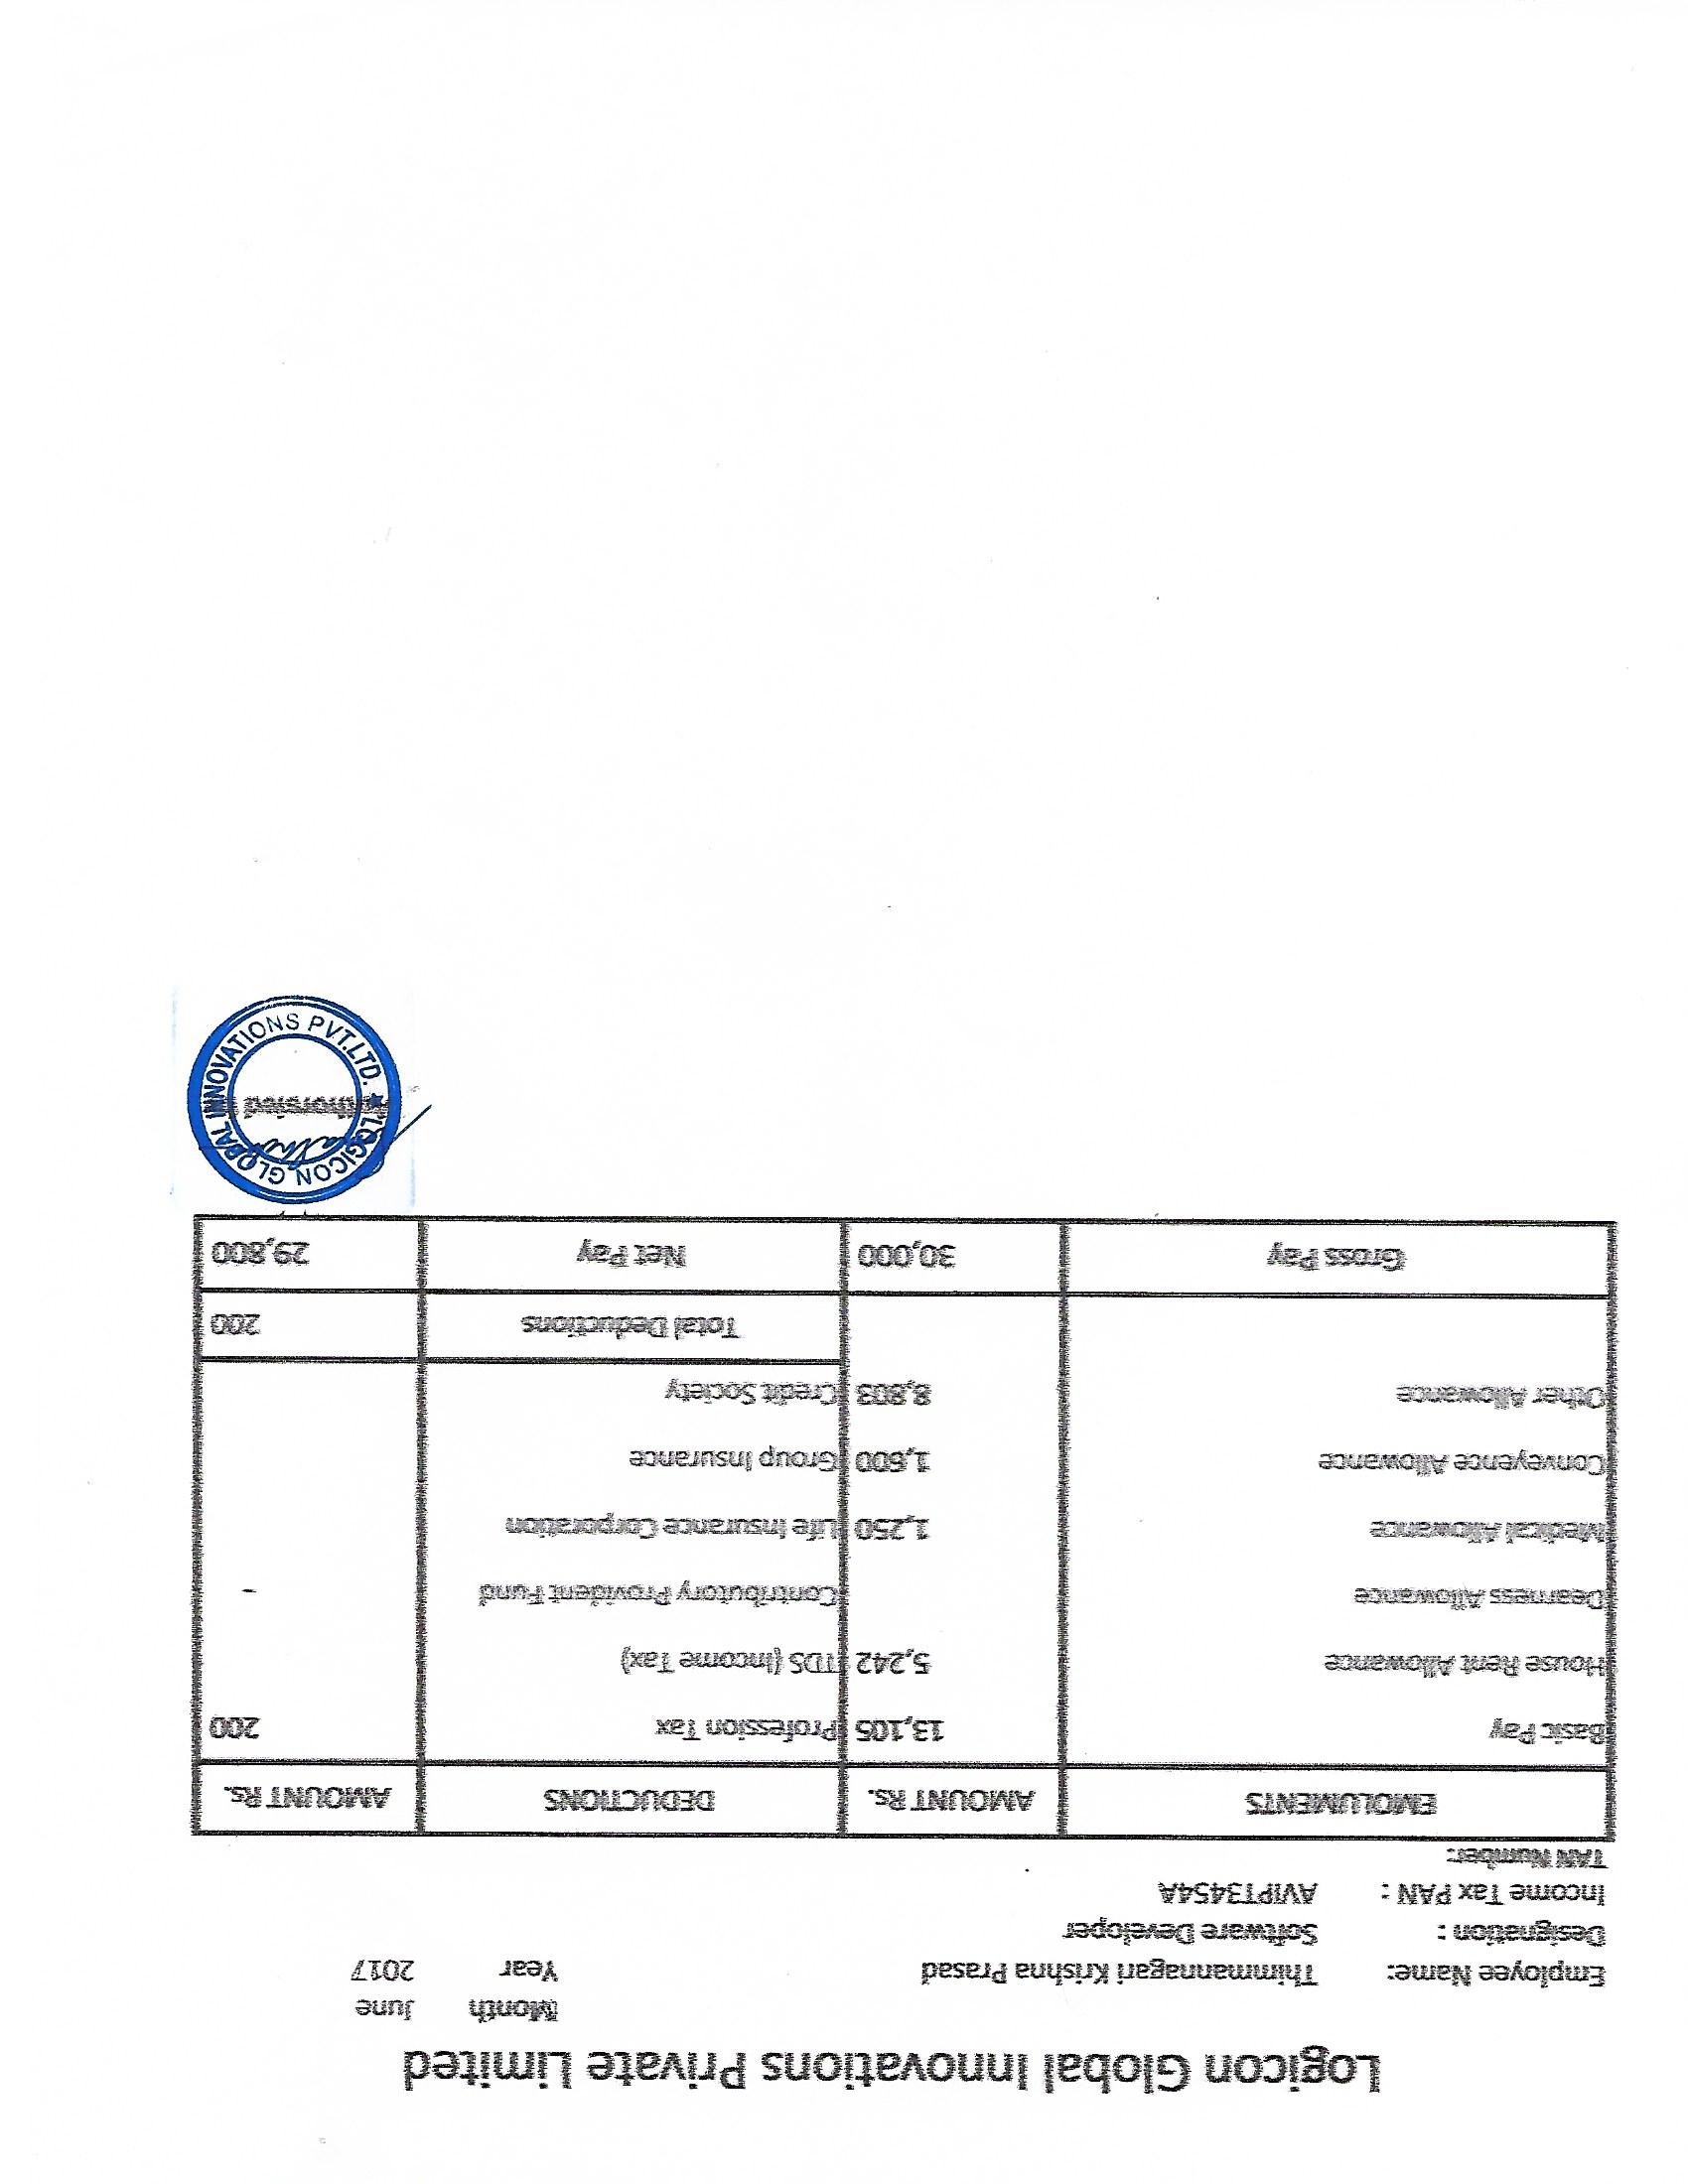 Logicon Global Innovations Private Limited
Month June
Employee Name: Thimmannagari Krishna Prasad Year 2017
Designation : Software Developer
Income Tax PAN : AVIPT3454A
TAN Number:
EMOLUMENTS AMOUNT Rs. DEDUCTIONS AMOUNT Rs.
Basic Pay 13,105 Profession Tax 200
House Rent Allowance 5,242 TDS (Income Tax)
Dearness Allowance Contributory Provident Fund -
Medical Allowance 1,250 Life Insurance Corporation
Conveyence Allowance 1,600 Group Insurance
Other Allowance 8,803 Credit Society
Total Deductions 200
Gross Pay 30,000 Net Pay 29,800
LOGICON GLOBAL INNOVATIONS PVT.LTD.